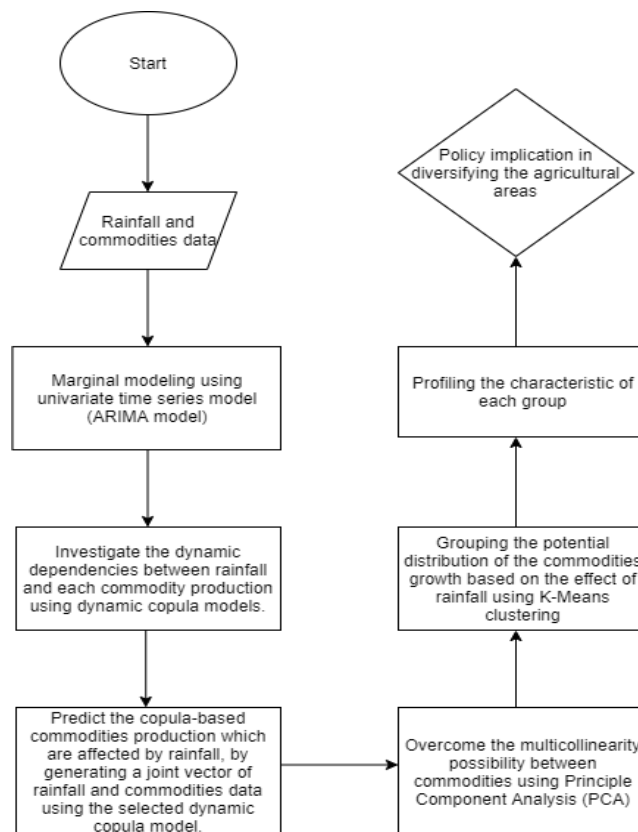 Start
Rainfall and
commodities data
Marginal modeling using
univariate time series model
(ARIMA model)
Investigate the dynamic
dependencies between rainfall
and each commodity production
using dynamic copula models.
Predict the copula-based
commodities production which
are affected by rainfall, by
generating a joint vector of
rainfall and commodities data
using the selected dynamic
copula model.
Overcome the multicollinearity
possibility between
commodities using Principle
Component Analysis (PCA)
Grouping the potential
distribution of the commodities
growth based on the effect of
rainfall using K-Means
clustering
Profiling the characteristic of
each group
Policy implication in
diversifying the agricultural
areas